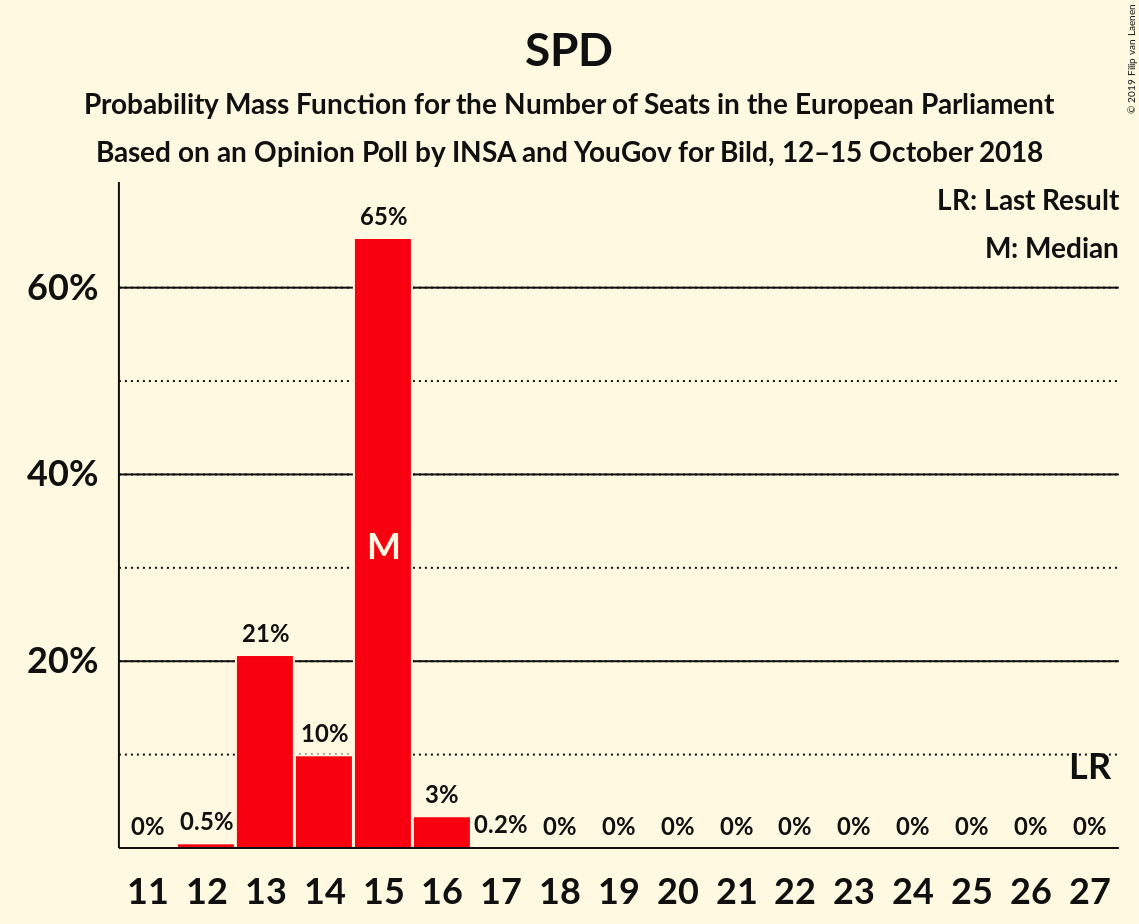 © 2019 Filip van Laenen
SPD
Probability Mass Function for the Number of Seats in the European Parliament
Based on an Opinion Poll by INSA and YouGov for Bild, 12–15 October 2018
LR: Last Result
M: Median
60%
40%
20%
0% 0.5% 21% 10% 65% 3% 0.2% 0% 0% 0% 0% 0% 0% 0% 0% 0% 0%
M
LR
11 12 13 14 15 16 17 18 19 20 21 22 23 24 25 26 27